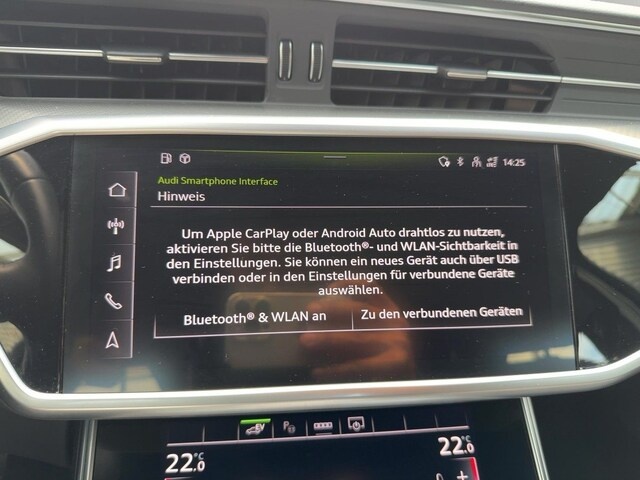 14:25
Audi Smartphone Interface
Hinweis
Um Apple CarPlay oder Android Auto drahtlos zu nutzen,
aktivieren Sie bitte die Bluetooth®- und WLAN-Sichtbarkeit in
den Einstellungen. Sie können ein neues Gerät auch über USB
verbinden oder in den Einstellungen für verbundene Geräte
auswählen.
Bluetooth® & WLAN an
Zu den verbundenen Geräten
EV
22.0 °C
22.0 °C